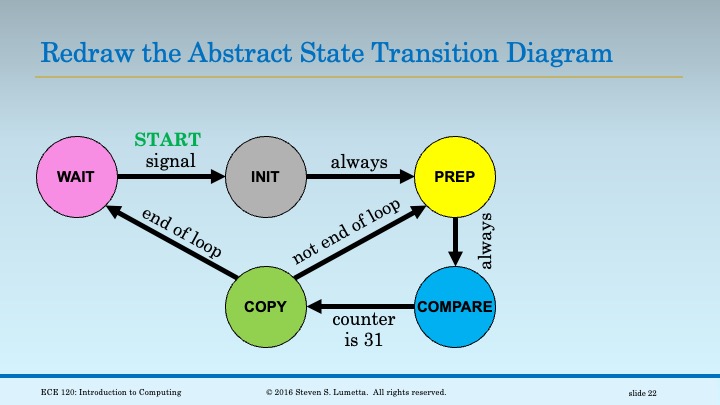 Redraw the Abstract State Transition Diagram
START
signal
always
WAIT
INIT
PREP
end of loop
not end of loop
always
COPY
COMPARE
counter
is 31
ECE 120: Introduction to Computing
© 2016 Steven S. Lumetta. All rights reserved.
slide 22